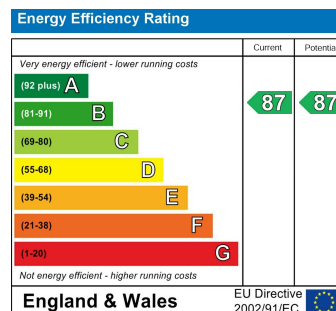 Energy Efficiency Rating
Current Potential
Very energy efficient - lower running costs
(92 plus) A
(81-91) B
87 87
(69-80) C
(55-68) D
(39-54) E
(21-38) F
(1-20) G
Not energy efficient - higher running costs
England & Wales
EU Directive
2002/91/EC